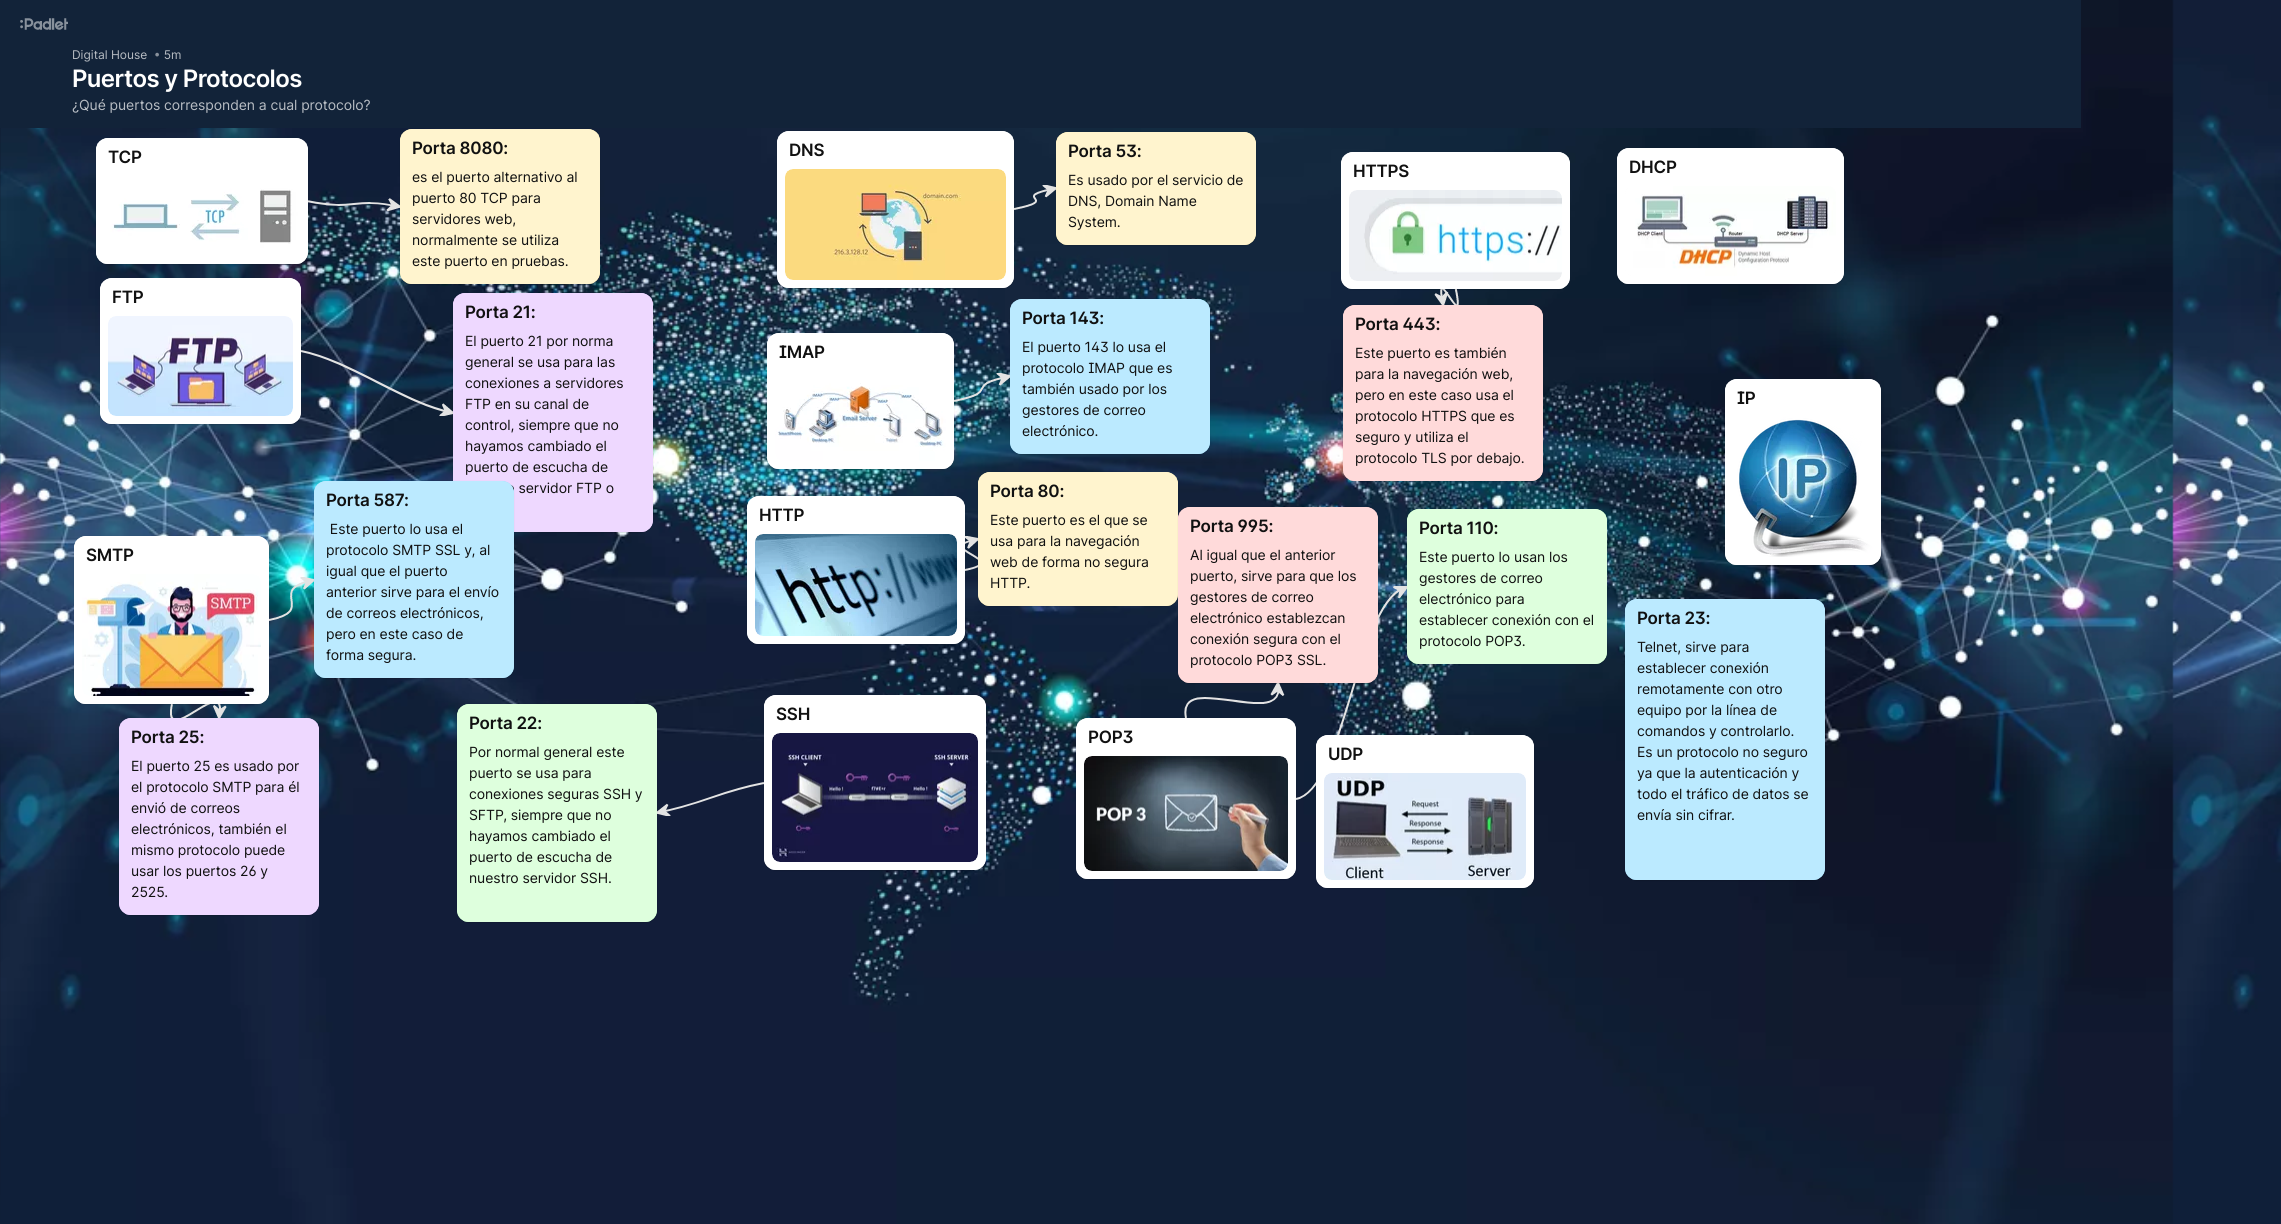 :Padlet
Digital House • 5m
Puertos y Protocolos
¿Qué puertos corresponden a cual protocolo?
TCP
TCP
Porta 8080:
es el puerto alternativo al
puerto 80 TCP para
servidores web,
normalmente se utiliza
este puerto en pruebas.
FTP
FTP
Porta 21:
El puerto 21 por norma
general se usa para las
conexiones a servidores
FTP en su canal de
control, siempre que no
hayamos cambiado el
puerto de escucha de
servidor FTP o
SMTP
SMTP
Porta 587:
Este puerto lo usa el
protocolo SMTP SSL y, al
igual que el puerto
anterior sirve para el envío
de correos electrónicos,
pero en este caso de
forma segura.
Porta 25:
El puerto 25 es usado por
el protocolo SMTP para él
envió de correos
electrónicos, también el
mismo protocolo puede
usar los puertos 26 y
2525.
Porta 22:
Por normal general este
puerto se usa para
conexiones seguras SSH y
SFTP, siempre que no
hayamos cambiado el
puerto de escucha de
nuestro servidor SSH.
DNS
domain.com
216.3.128.12
Porta 53:
Es usado por el servicio de
DNS, Domain Name
System.
IMAP
Email Server
Porta 143:
El puerto 143 lo usa el
protocolo IMAP que es
también usado por los
gestores de correo
electrónico.
HTTP
http://www
Porta 80:
Este puerto es el que se
usa para la navegación
web de forma no segura
HTTP.
SSH
SSH CLIENT
SSH SERVER
Hello !
Hello !
Porta 995:
Al igual que el anterior
puerto, sirve para que los
gestores de correo
electrónico establezcan
conexión segura con el
protocolo POP3 SSL.
POP3
POP 3
HTTPS
https://
Porta 443:
Este puerto es también
para la navegación web,
pero en este caso usa el
protocolo HTTPS que es
seguro y utiliza el
protocolo TLS por debajo.
Porta 110:
Este puerto lo usan los
gestores de correo
electrónico para
establecer conexión con el
protocolo POP3.
UDP
UDP
Request
Response
Response
Client
Server
DHCP
DHCP Client
Router
DHCP Server
DHCP
Dynamic Host
Configuration Protocol
IP
IP
Porta 23:
Telnet, sirve para
establecer conexión
remotamente con otro
equipo por la línea de
comandos y controlarlo.
Es un protocolo no seguro
ya que la autenticación y
todo el tráfico de datos se
envía sin cifrar.